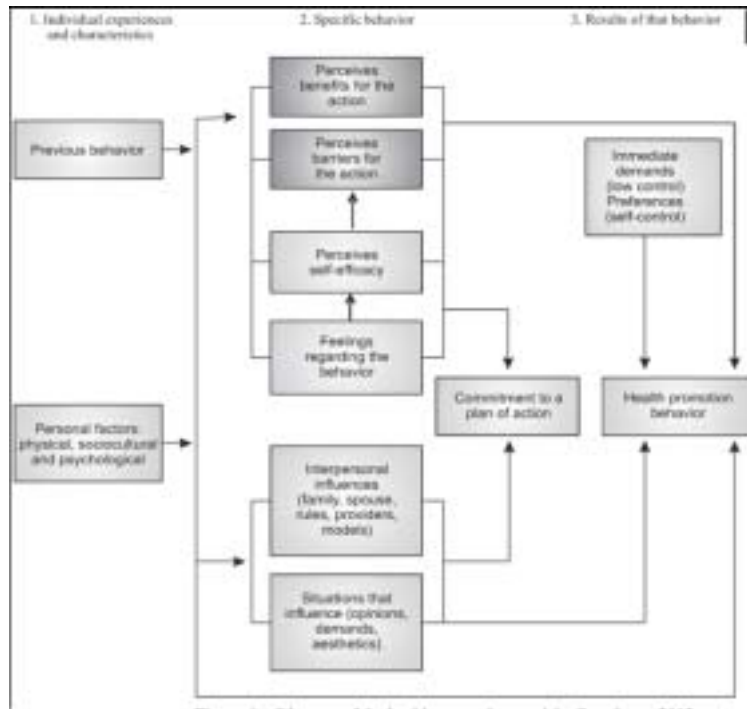 1. Individual experiences
and characteristics
2. Specific behavior
3. Results of that behavior
Perceives
benefits for the
action
Previous behavior
Perceives
barriers for
the action
Immediate
demands
(low control)
Preferences
(self-control)
Perceives
self-efficacy
Feelings
regarding the
behavior
Commitment to a
plan of action
Health promotion
behavior
Personal factors
physical, sociocultural
and psychological
Interpersonal
influences
(family, spouse,
rules, providers,
models)
Situations that
influence (opinions,
demands,
aesthetics)